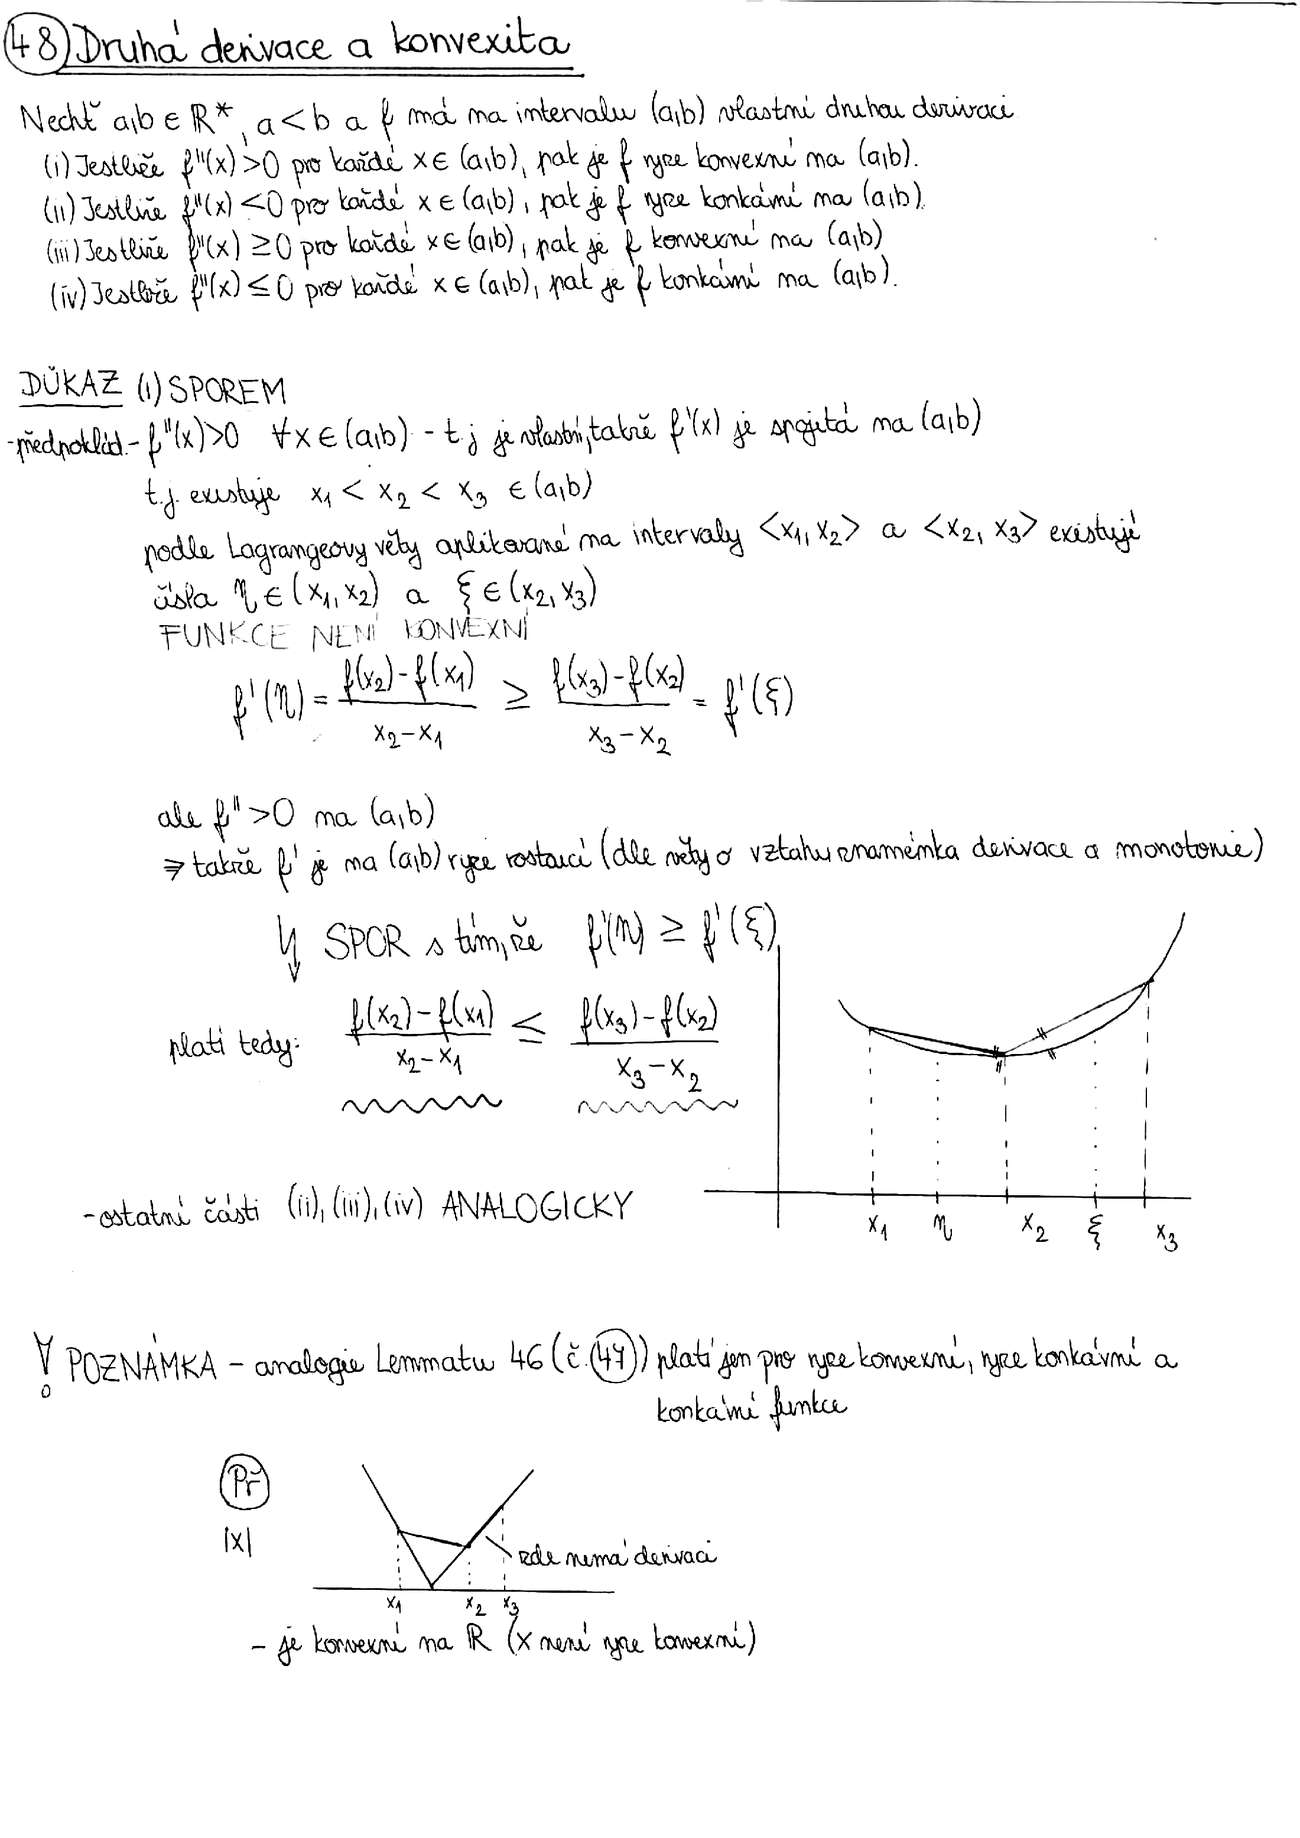 48 Druhá derivace a konvexita
Nechť a,b ∈ ℝ*, a < b a f má na intervalu (a,b) vlastní druhou derivaci
(i) Jestliže f''(x) > 0 pro každé x ∈ (a,b), pak je f ryze konvexní na (a,b).
(ii) Jestliže f''(x) < 0 pro každé x ∈ (a,b), pak je f ryze konkávní na (a,b).
(iii) Jestliže f''(x) ≥ 0 pro každé x ∈ (a,b), pak je f konvexní na (a,b)
(iv) Jestliže f''(x) ≤ 0 pro každé x ∈ (a,b), pak je f konkávní na (a,b).
DŮKAZ (i) SPOREM
-předpoklád.- f''(x) > 0 ∀x ∈ (a,b) - t.j je vlastní, takže f'(x) je spojitá na (a,b)
t.j. existuje x₁ < x₂ < x₃ ∈ (a,b)
podle Lagrangeovy věty aplikované na intervaly <x₁, x₂> a <x₂, x₃> existují
čísla η ∈ (x₁, x₂) a ξ ∈ (x₂, x₃)
FUNKCE NENÍ KONVEXNÍ
f'(η) = (f(x₂) - f(x₁))/(x₂ - x₁) ≥ (f(x₃) - f(x₂))/(x₃ - x₂) = f'(ξ)
ale f'' > 0 na (a,b)
⇒ takže f' je na (a,b) ryze rostoucí (dle věty o vztahu znaménka derivace a monotonie)
SPOR s tím, že f'(η) ≥ f'(ξ)
platí tedy: (f(x₂) - f(x₁))/(x₂ - x₁) ≤ (f(x₃) - f(x₂))/(x₃ - x₂)
x₁ η x₂ ξ x₃
-ostatní části (ii), (iii), (iv) ANALOGICKY
! POZNÁMKA - analogie Lemmatu 46 (č. 47) platí jen pro ryze konvexní, ryze konkávní a
konkávní funkce
Př
|x|
zde nemá derivaci
x₁ x₂ x₃
- je konvexní na ℝ (x není ryze konvexní)